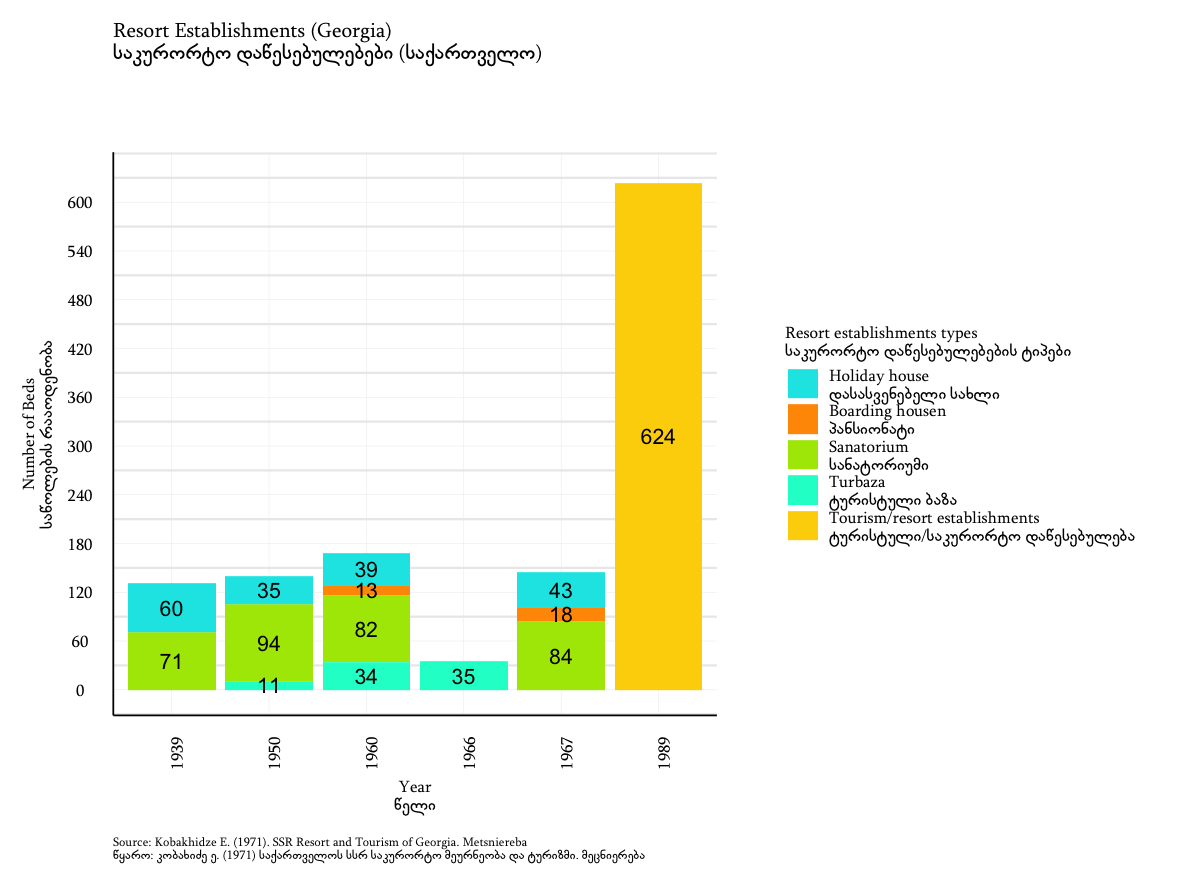 Resort Establishments (Georgia)
საკურორტო დაწესებულებები (საქართველო)
600
540
480
420
360
300
240
180
120
60
0
Number of Beds
საწოლების რააოდენობა
60
71
35
94
11
39
13
82
34
35
43
18
84
624
1939
1950
1960
1966
1967
1989
Year
წელი
Resort establishments types
საკურორტო დაწესებულებების ტიპები
Holiday house
დასასვენებელი სახლი
Boarding housen
პანსიონატი
Sanatorium
სანატორიუმი
Turbaza
ტურისტული ბაზა
Tourism/resort establishments
ტურისტული/საკურორტო დაწესებულება
Source: Kobakhidze E. (1971). SSR Resort and Tourism of Georgia. Metsniereba
წყარო: კობახიძე ე. (1971) საქართველოს სსრ საკურორტო მეურნეობა და ტურიზმი. მეცნიერება